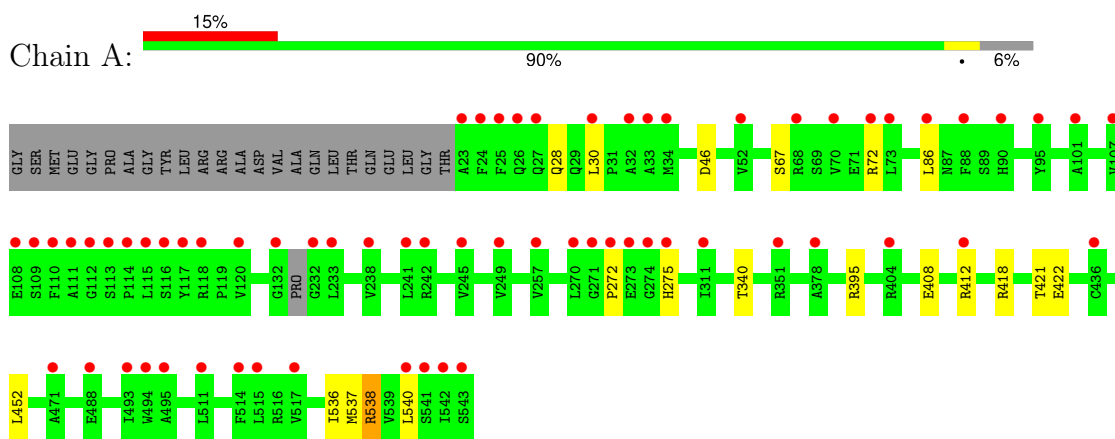 15%
Chain A:
90% • 6%
GLY SER MET GLU GLY PRO ALA GLY TYR LEU ARG ARG ALA ASP VAL ALA GLN LEU THR GLN GLU LEU GLY THR A23 F24 F25 Q26 Q27 Q28 Q29 L30 P31 A32 A33 M34 D46 V52 S67 R68 S69 V70 E71 R72 L73 L86 N87 F88 S89 H90 Y95 A101
E108 S109 F110 A111 G112 S113 P114 L115 S116 Y117 R118 P119 V120 G132 PRO G232 L233 V238 L241 R242 V245 V249 V257 L270 G271 P272 E273 G274 H275 I311 T340 R351 A378 R395 R404 E408 R412 R418 T421 E422 C436
L452 A471 E488 I493 W494 A495 L511 F514 L515 R516 V517 I536 M537 R538 V539 L540 S541 I542 S543